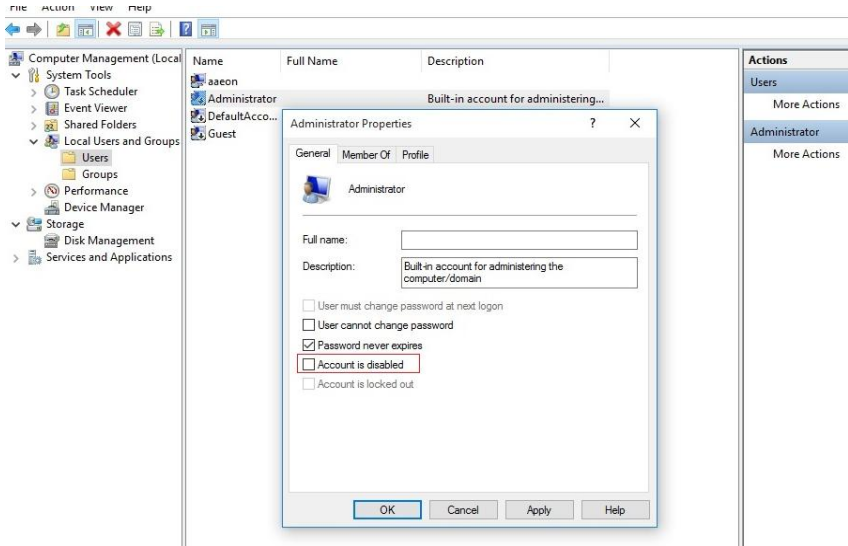 File Action View Help
Computer Management (Local
System Tools
Task Scheduler
Event Viewer
Shared Folders
Local Users and Groups
Users
Groups
Performance
Device Manager
Storage
Disk Management
Services and Applications
Name Full Name Description
aaeon
Administrator Built-in account for administering...
DefaultAcco...
Guest
Administrator Properties ?
General Member Of Profile
Administrator
Full name:
Description: Built-in account for administering the
computer/domain
User must change password at next logon
User cannot change password
Password never expires
Account is disabled
Account is locked out
OK Cancel Apply Help
Actions
Users
More Actions
Administrator
More Actions